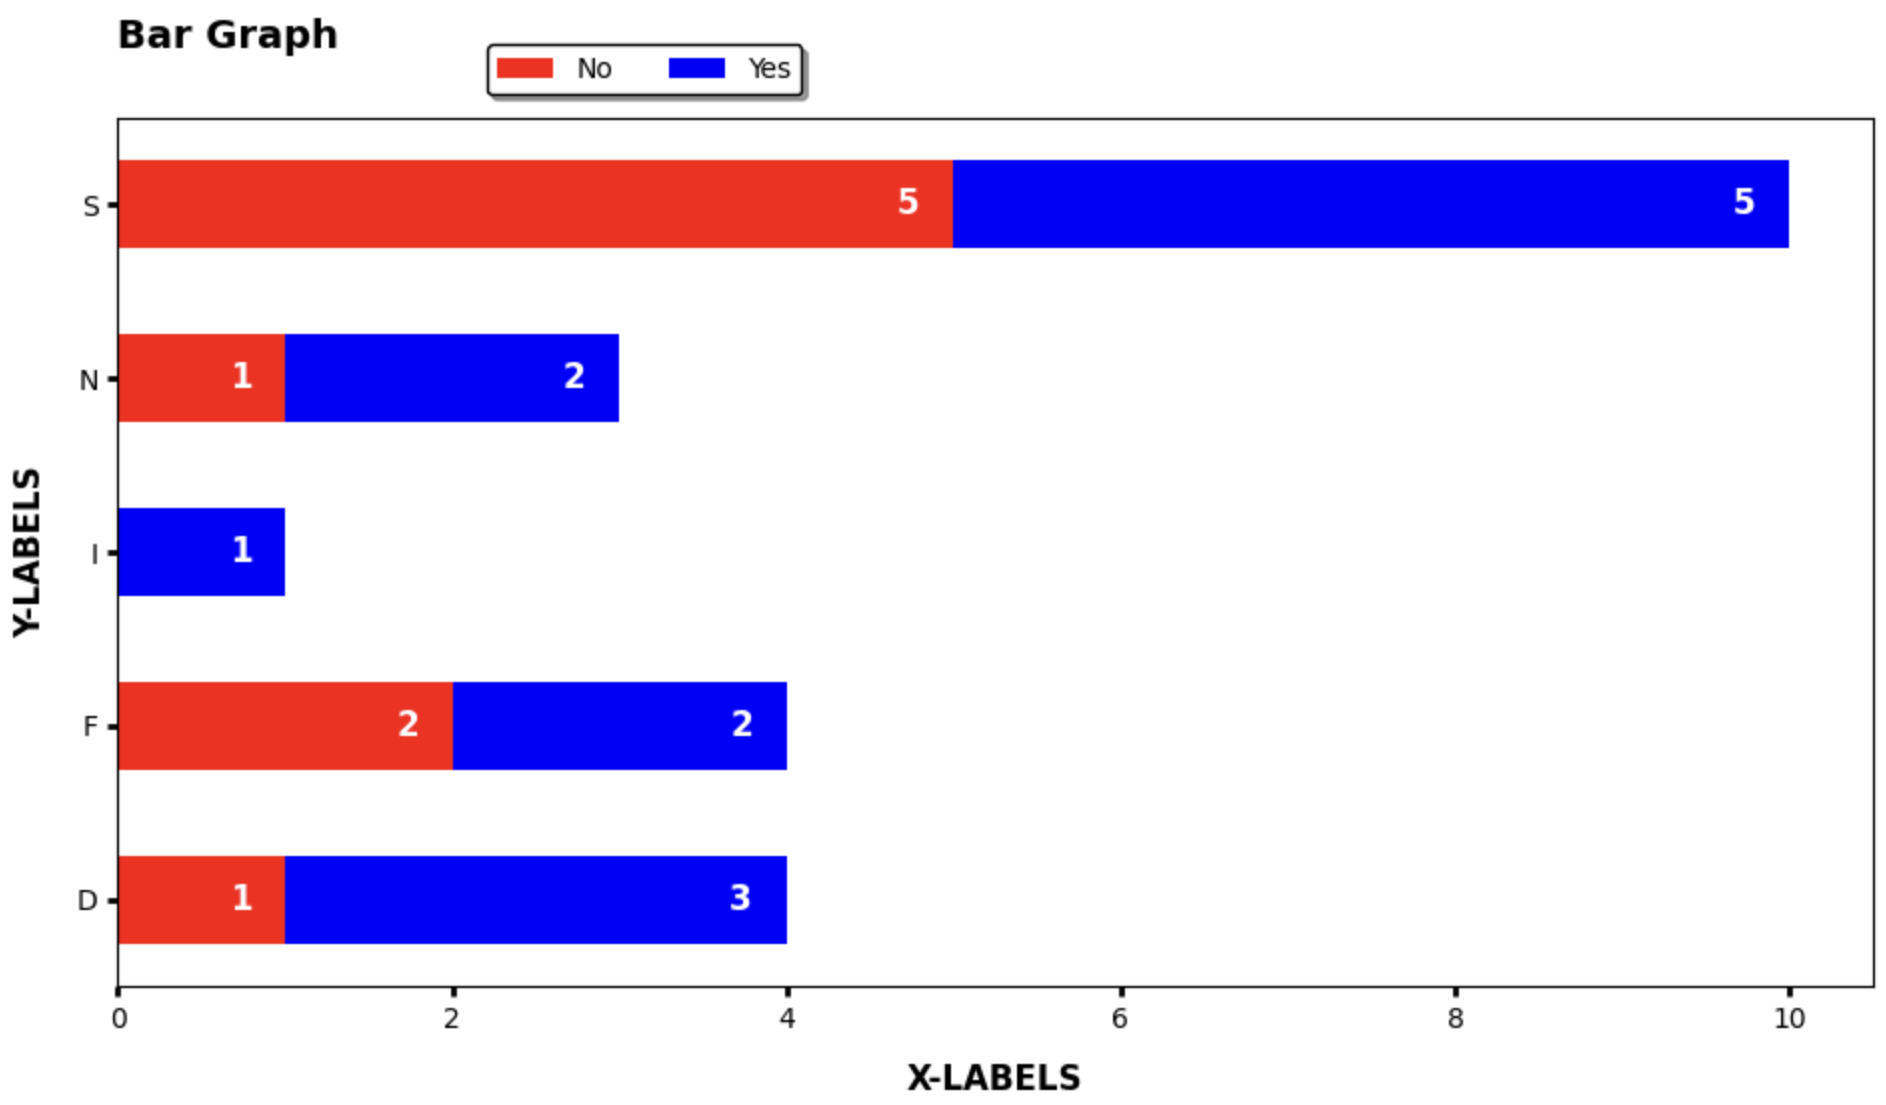 Bar Graph
No Yes
S 5 5
N 1 2
I 1
F 2 2
D 1 3
0 2 4 6 8 10
X-LABELS
Y-LABELS